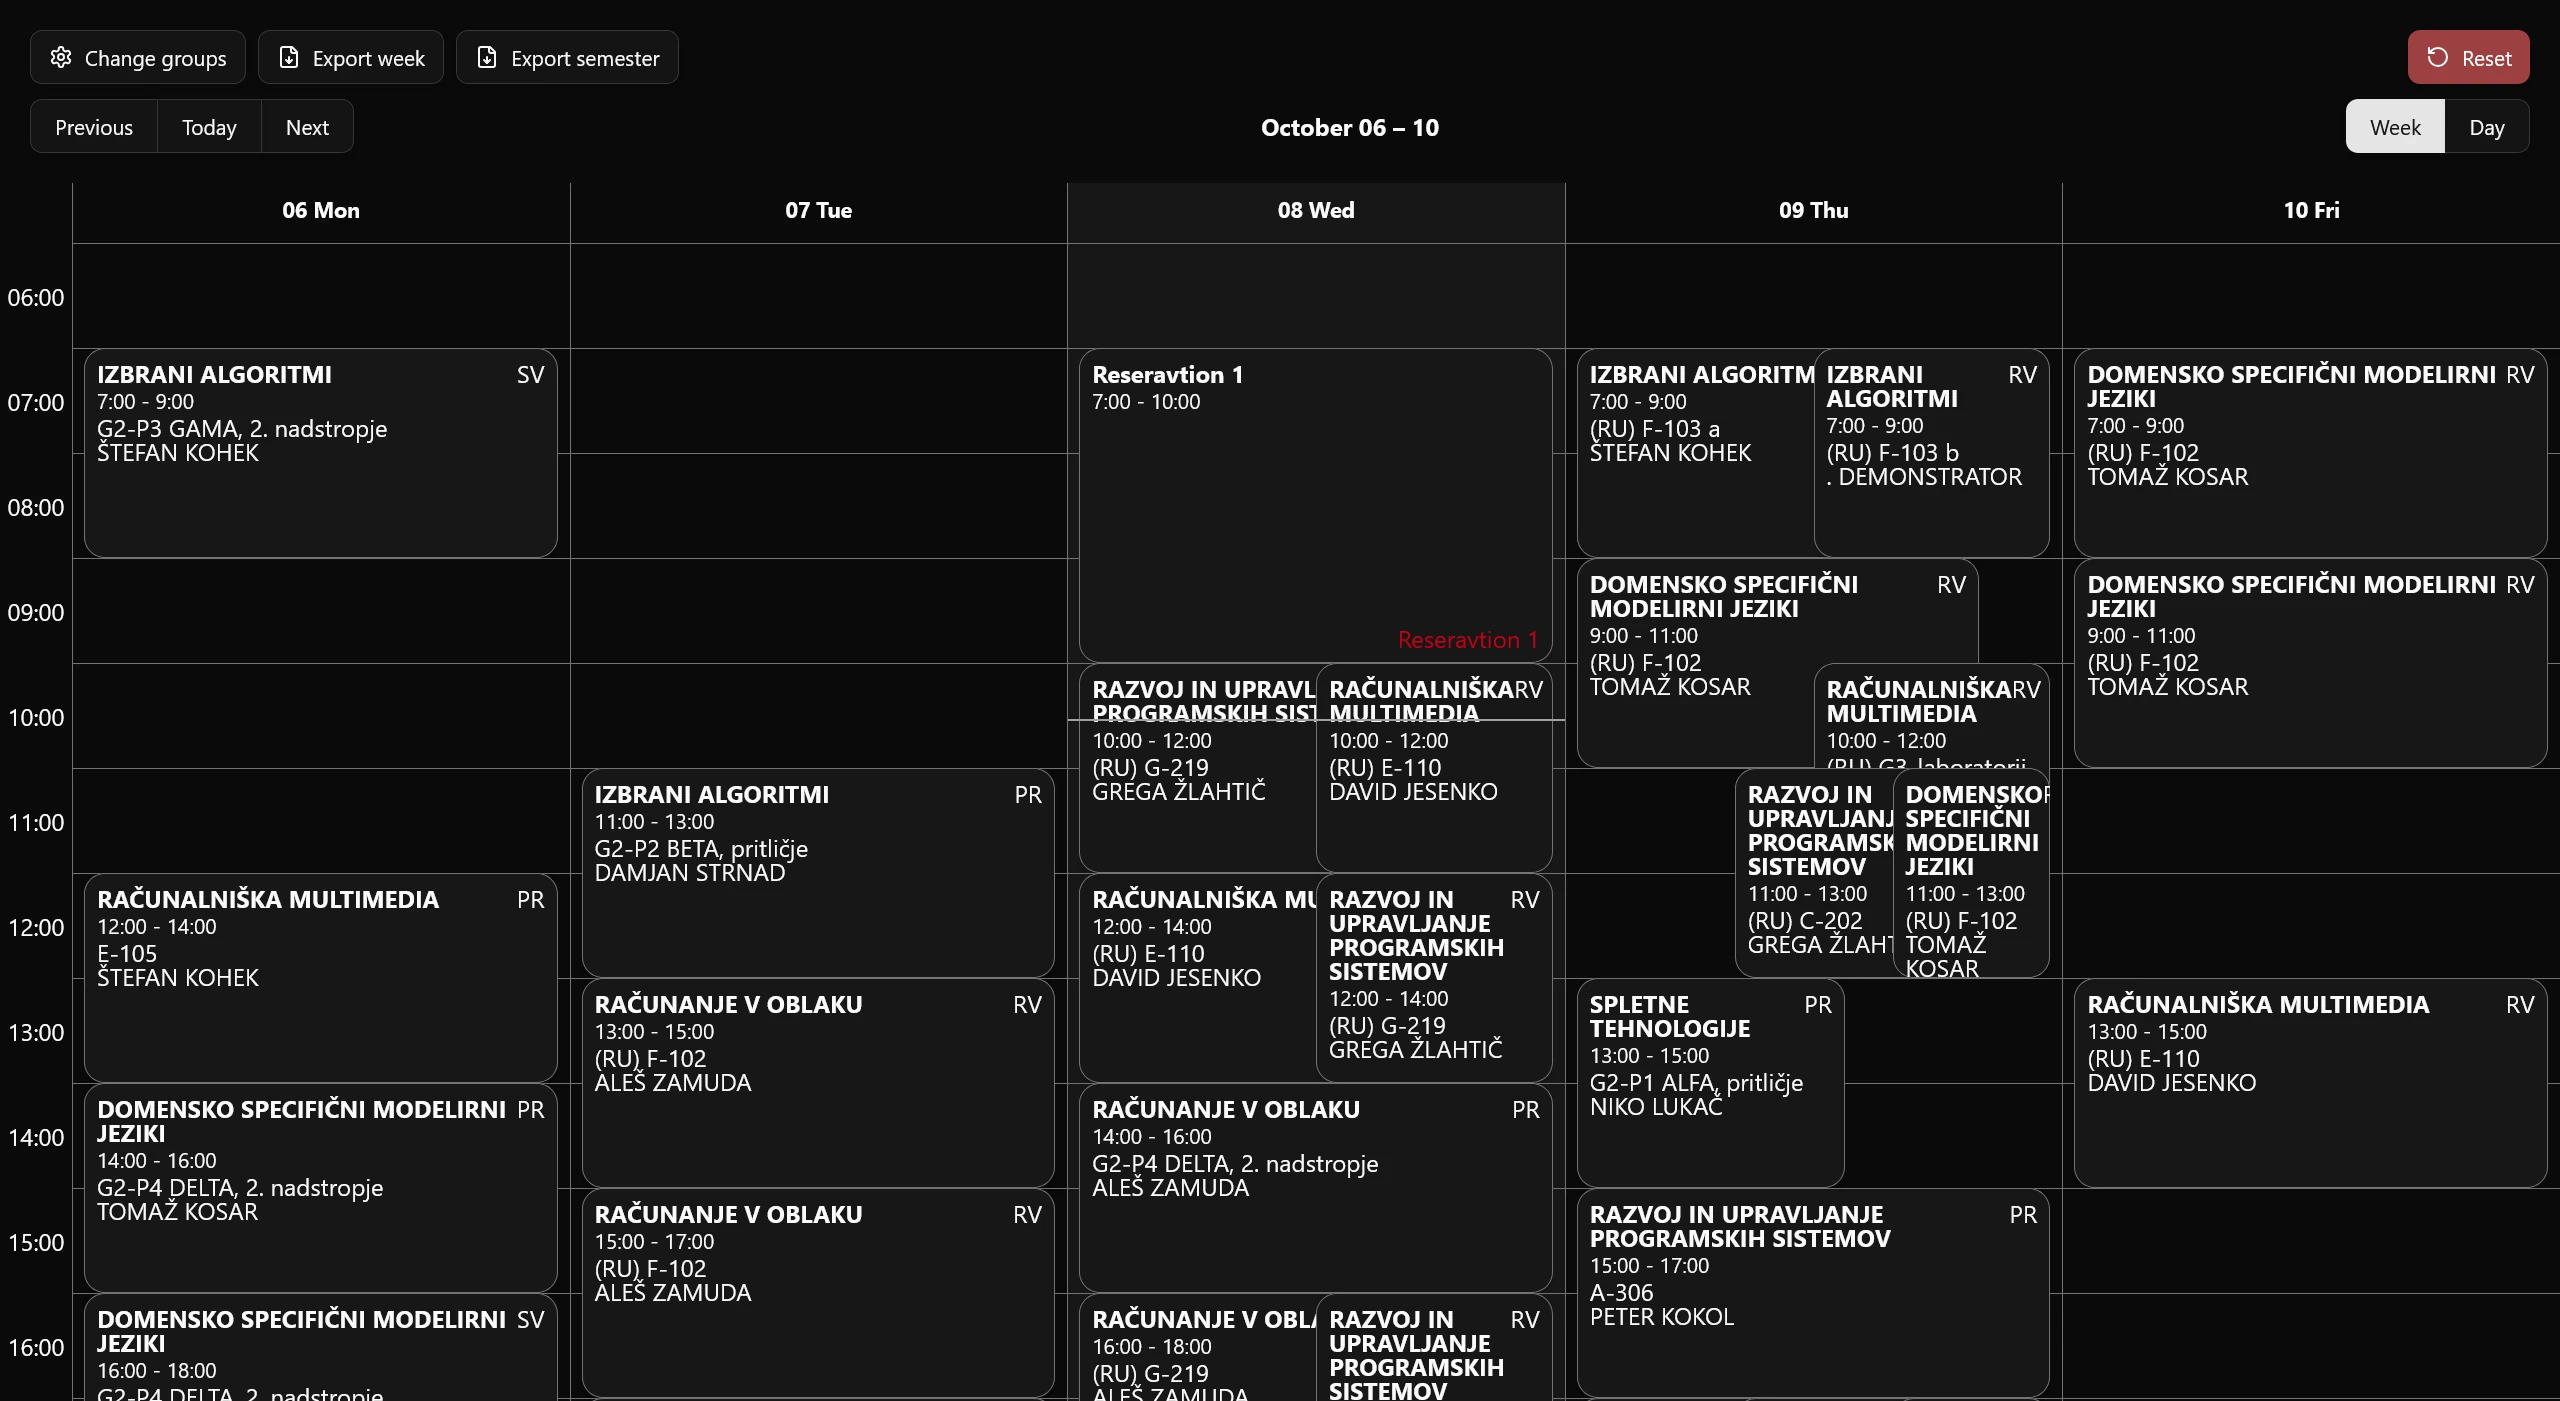 Change groups
Export week
Export semester
Reset
Previous
Today
Next
October 06 – 10
Week
Day
06 Mon
07 Tue
08 Wed
09 Thu
10 Fri
06:00
07:00
08:00
09:00
10:00
11:00
12:00
13:00
14:00
15:00
16:00
IZBRANI ALGORITMI SV
7:00 - 9:00
G2-P3 GAMA, 2. nadstropje
ŠTEFAN KOHEK
RAČUNALNIŠKA MULTIMEDIA PR
12:00 - 14:00
E-105
ŠTEFAN KOHEK
DOMENSKO SPECIFIČNI MODELIRNI PR
JEZIKI
14:00 - 16:00
G2-P4 DELTA, 2. nadstropje
TOMAŽ KOSAR
DOMENSKO SPECIFIČNI MODELIRNI SV
JEZIKI
16:00 - 18:00
G2-P4 DELTA, 2. nadstropje
IZBRANI ALGORITMI PR
11:00 - 13:00
G2-P2 BETA, pritličje
DAMJAN STRNAD
RAČUNANJE V OBLAKU RV
13:00 - 15:00
(RU) F-102
ALEŠ ZAMUDA
RAČUNANJE V OBLAKU RV
15:00 - 17:00
(RU) F-102
ALEŠ ZAMUDA
Reseravtion 1
7:00 - 10:00
Reseravtion 1
RAZVOJ IN UPRAVL
PROGRAMSKIH SIST
10:00 - 12:00
(RU) G-219
GREGA ŽLAHTIČ
RAČUNALNIŠKA RV
MULTIMEDIA
10:00 - 12:00
(RU) E-110
DAVID JESENKO
RAČUNALNIŠKA MU
12:00 - 14:00
(RU) E-110
DAVID JESENKO
RAZVOJ IN RV
UPRAVLJANJE
PROGRAMSKIH
SISTEMOV
12:00 - 14:00
(RU) G-219
GREGA ŽLAHTIČ
RAČUNANJE V OBLAKU PR
14:00 - 16:00
G2-P4 DELTA, 2. nadstropje
ALEŠ ZAMUDA
RAČUNANJE V OBLA
16:00 - 18:00
(RU) G-219
ALEŠ ZAMUDA
RAZVOJ IN RV
UPRAVLJANJE
PROGRAMSKIH
SISTEMOV
IZBRANI ALGORITM
7:00 - 9:00
(RU) F-103 a
ŠTEFAN KOHEK
IZBRANI RV
ALGORITMI
7:00 - 9:00
(RU) F-103 b
. DEMONSTRATOR
DOMENSKO SPECIFIČNI RV
MODELIRNI JEZIKI
9:00 - 11:00
(RU) F-102
TOMAŽ KOSAR
RAČUNALNIŠKA RV
MULTIMEDIA
10:00 - 12:00
(RU) G3-laboratorij
RAZVOJ IN
UPRAVLJANJ
PROGRAMSK
SISTEMOV
11:00 - 13:00
(RU) C-202
GREGA ŽLAHT
DOMENSKO
SPECIFIČNI
MODELIRNI
JEZIKI
11:00 - 13:00
(RU) F-102
TOMAŽ
KOSAR
SPLETNE PR
TEHNOLOGIJE
13:00 - 15:00
G2-P1 ALFA, pritličje
NIKO LUKAČ
RAZVOJ IN UPRAVLJANJE PR
PROGRAMSKIH SISTEMOV
15:00 - 17:00
A-306
PETER KOKOL
DOMENSKO SPECIFIČNI MODELIRNI RV
JEZIKI
7:00 - 9:00
(RU) F-102
TOMAŽ KOSAR
DOMENSKO SPECIFIČNI MODELIRNI RV
JEZIKI
9:00 - 11:00
(RU) F-102
TOMAŽ KOSAR
RAČUNALNIŠKA MULTIMEDIA RV
13:00 - 15:00
(RU) E-110
DAVID JESENKO